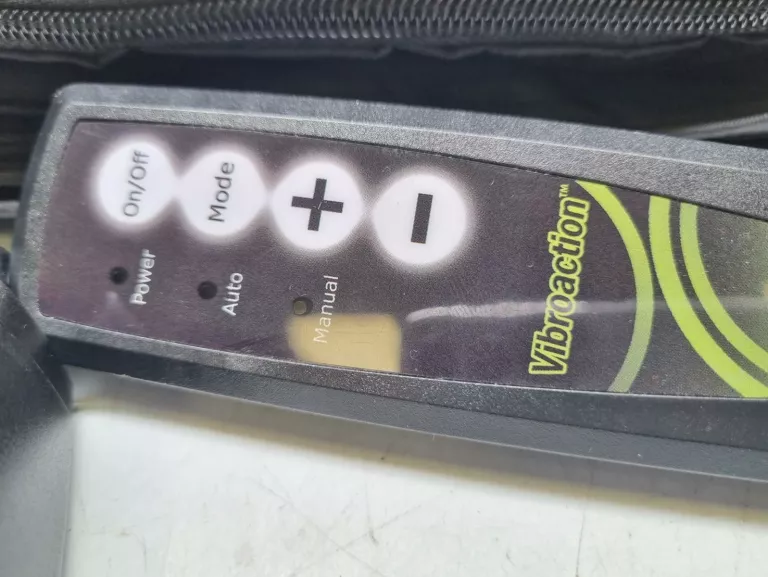 On/Off
Mode
+
−
Power
Auto
Manual
Vibroaction™